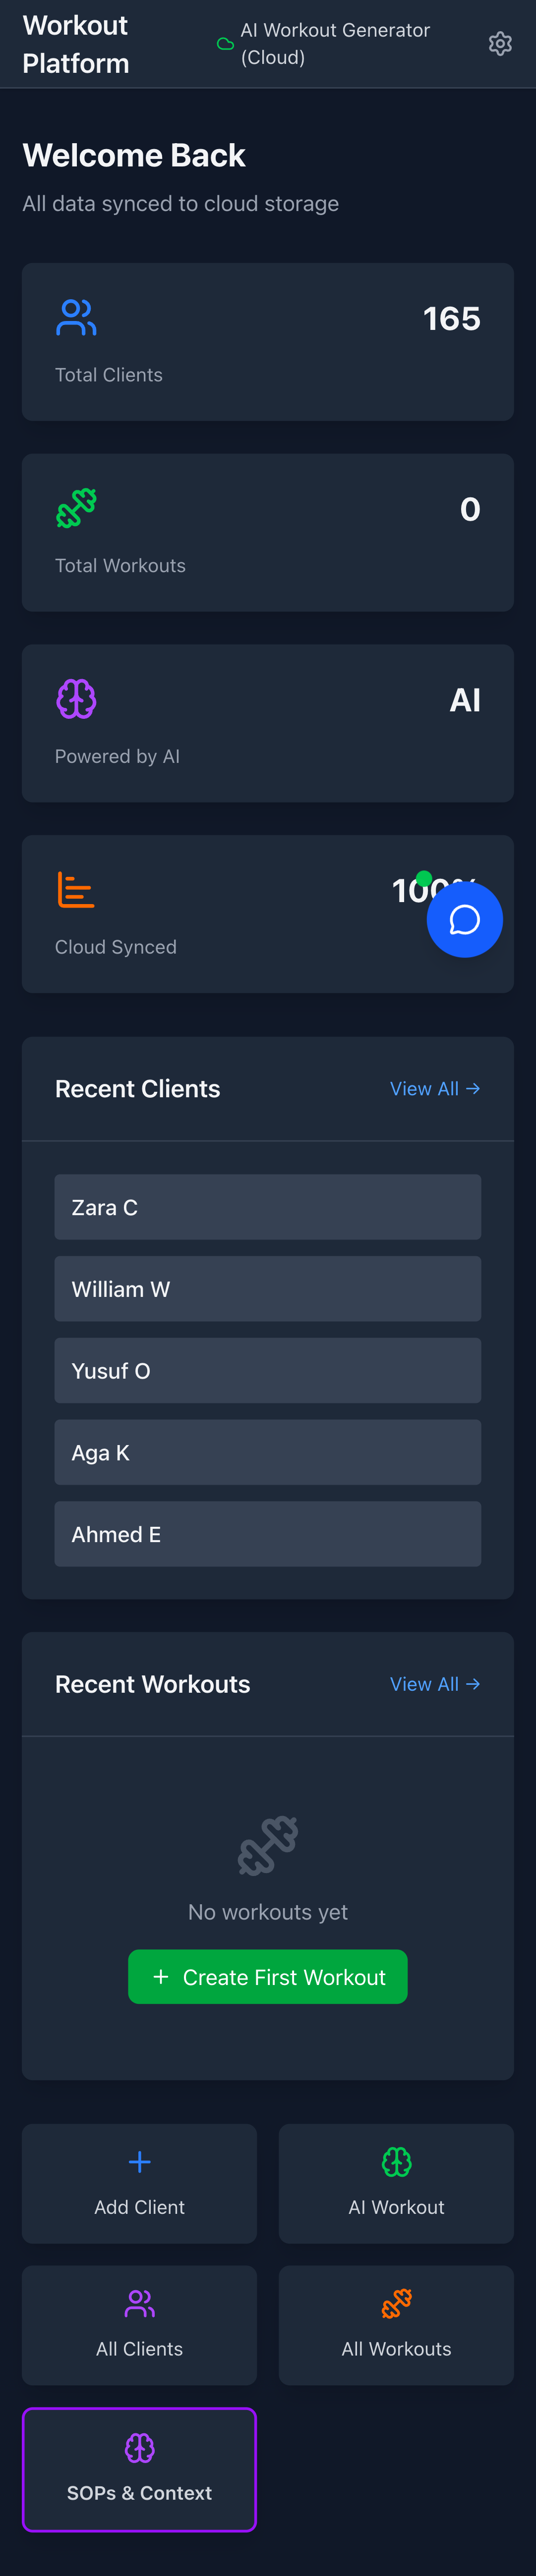 Workout
Platform
AI Workout Generator
(Cloud)
Welcome Back
All data synced to cloud storage
165
Total Clients
0
Total Workouts
AI
Powered by AI
100%
Cloud Synced
Recent Clients
View All →
Zara C
William W
Yusuf O
Aga K
Ahmed E
Recent Workouts
View All →
No workouts yet
+ Create First Workout
Add Client
AI Workout
All Clients
All Workouts
SOPs & Context